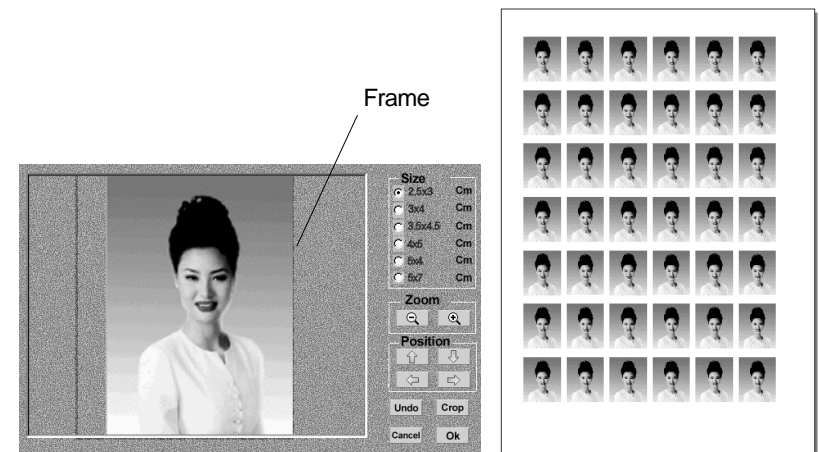 Frame
Size
2.5x3 Cm
3x4 Cm
3.5x4.5 Cm
4x6 Cm
5x4 Cm
5x7 Cm
Zoom
Position
Undo Crop
Cancel Ok